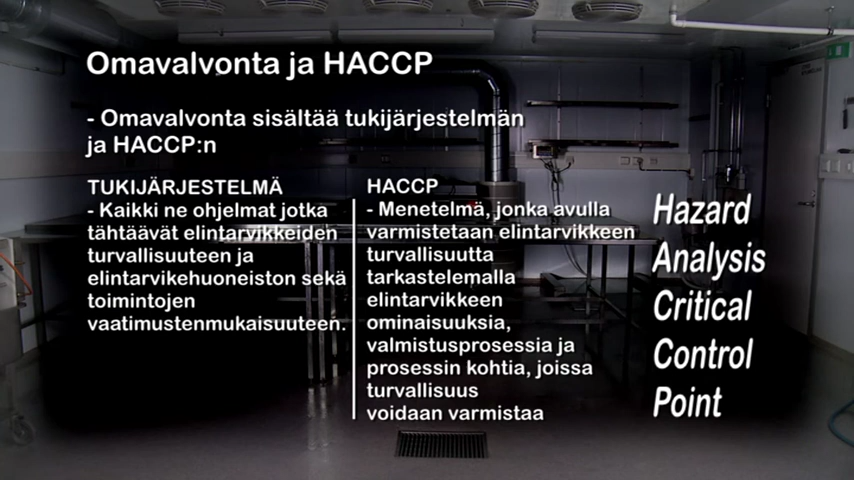 Omavalvonta ja HACCP
- Omavalvonta sisältää tukijärjestelmän
ja HACCP:n
TUKIJÄRJESTELMÄ
- Kaikki ne ohjelmat jotka
tähtäävät elintarvikkeiden
turvallisuuteen ja
elintarvikehuoneiston sekä
toimintojen
vaatimustenmukaisuuteen.
HACCP
- Menetelmä, jonka avulla
varmistetaan elintarvikkeen
turvallisuutta
tarkastelemalla
elintarvikkeen
ominaisuuksia,
valmistusprosessia ja
prosessin kohtia, joissa
turvallisuus
voidaan varmistaa
Hazard
Analysis
Critical
Control
Point